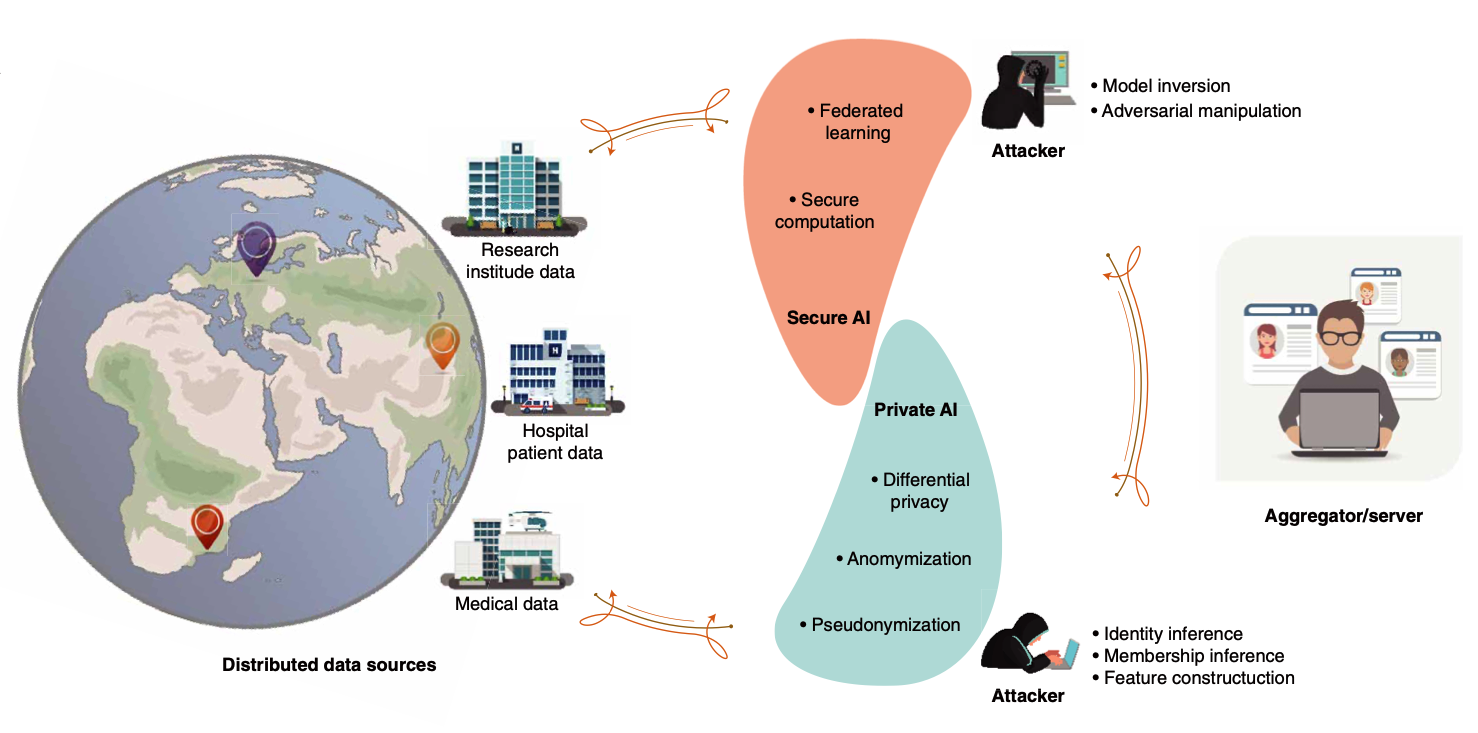 • Federated
learning
• Secure
computation
Secure AI
Attacker
• Model inversion
• Adversarial manipulation
Research
institude data
Hospital
patient data
Medical data
Distributed data sources
Private AI
• Differential
privacy
• Anomymization
• Pseudonymization
Attacker
• Identity inference
• Membership inference
• Feature constructuction
Aggregator/server
H